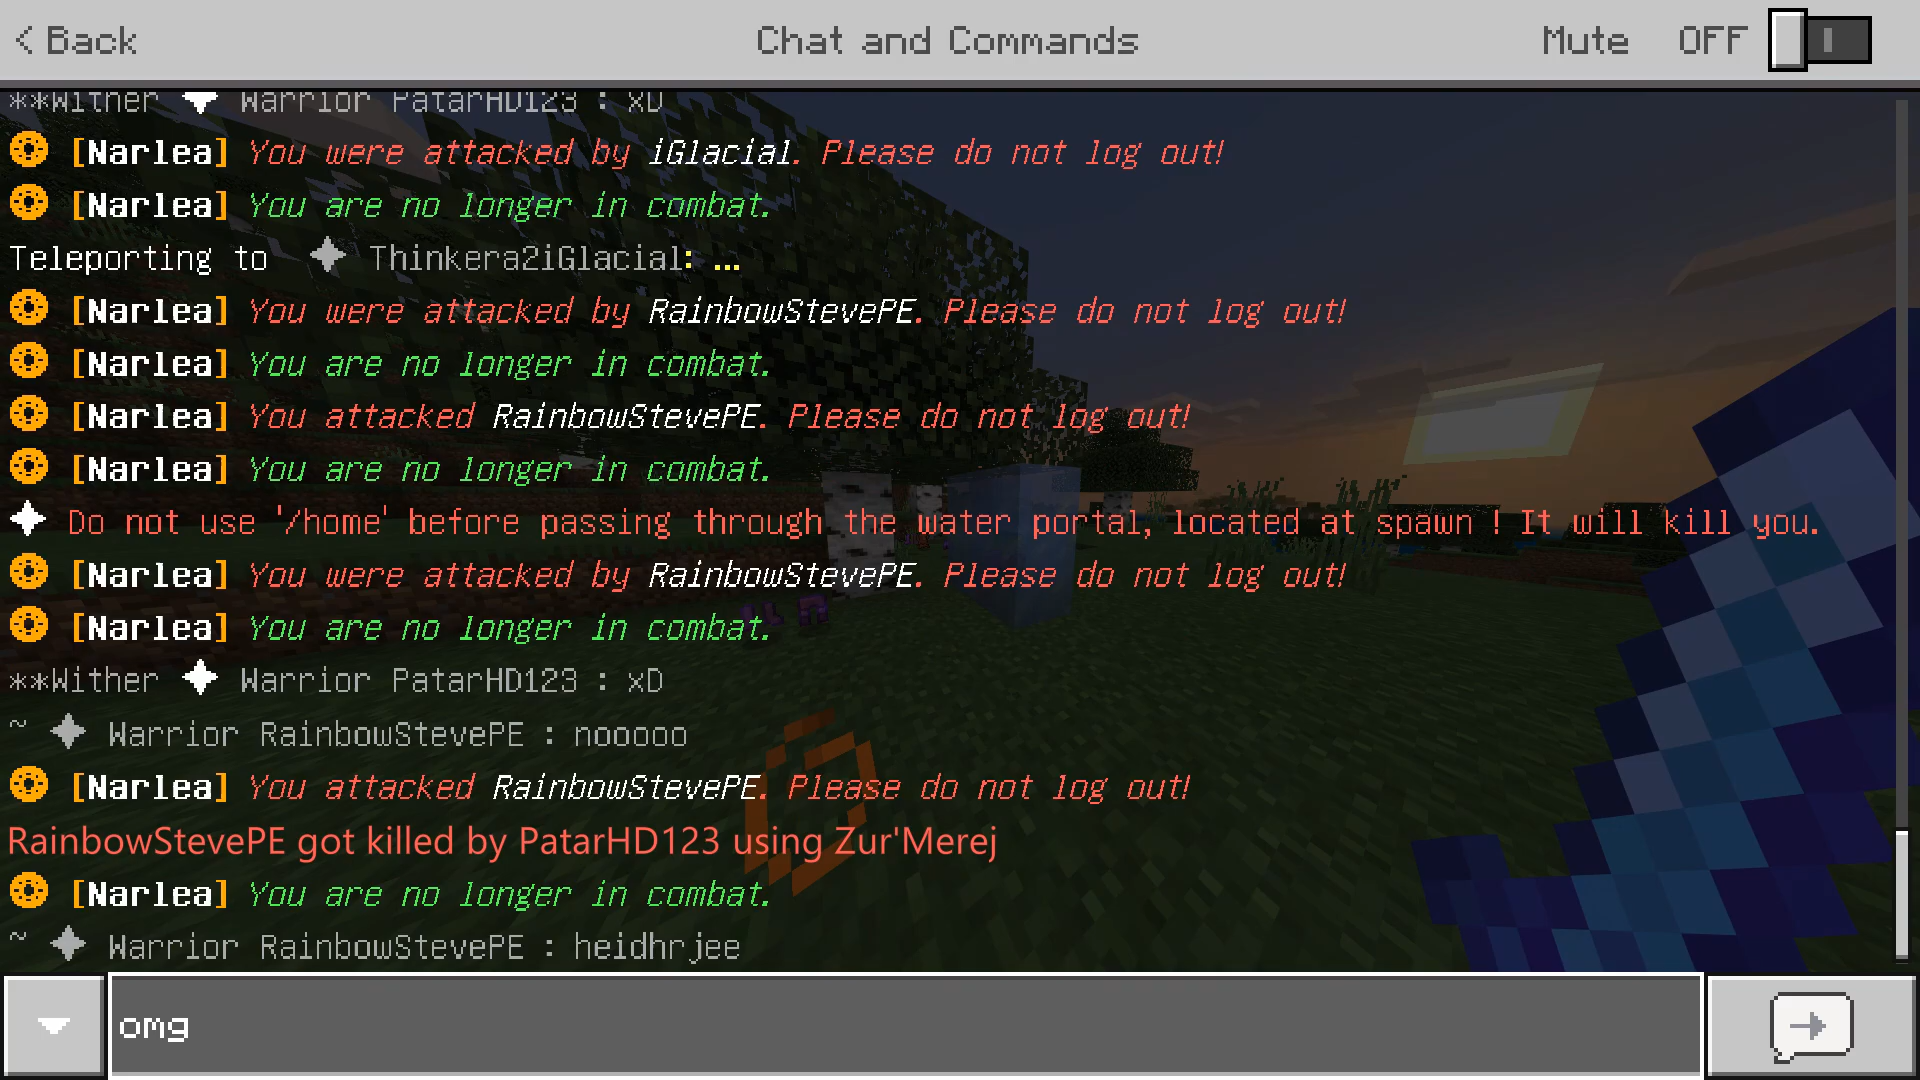 < Back
Chat and Commands
Mute OFF
**Wither Warrior PatarHD123 : xD
[Narlea] You were attacked by iGlacial. Please do not log out!
[Narlea] You are no longer in combat.
Teleporting to Thinkera2iGlacial: ...
[Narlea] You were attacked by RainbowStevePE. Please do not log out!
[Narlea] You are no longer in combat.
[Narlea] You attacked RainbowStevePE. Please do not log out!
[Narlea] You are no longer in combat.
Do not use '/home' before passing through the water portal, located at spawn ! It will kill you.
[Narlea] You were attacked by RainbowStevePE. Please do not log out!
[Narlea] You are no longer in combat.
**Wither Warrior PatarHD123 : xD
~ Warrior RainbowStevePE : nooooo
[Narlea] You attacked RainbowStevePE. Please do not log out!
RainbowStevePE got killed by PatarHD123 using Zur'Merej
[Narlea] You are no longer in combat.
~ Warrior RainbowStevePE : heidhrjee
omg